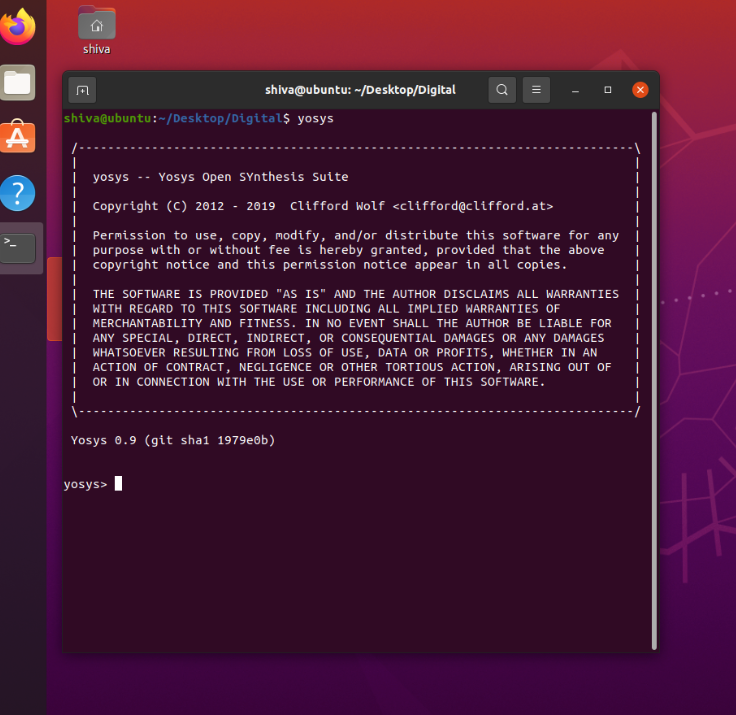 shiva
shiva@ubuntu: ~/Desktop/Digital
shiva@ubuntu:~/Desktop/Digital$ yosys
/----------------------------------------------------------------------------\
|                                                                            |
|  yosys -- Yosys Open SYnthesis Suite                                       |
|                                                                            |
|  Copyright (C) 2012 - 2019  Clifford Wolf <clifford@clifford.at>           |
|                                                                            |
|  Permission to use, copy, modify, and/or distribute this software for any  |
|  purpose with or without fee is hereby granted, provided that the above    |
|  copyright notice and this permission notice appear in all copies.         |
|                                                                            |
|  THE SOFTWARE IS PROVIDED "AS IS" AND THE AUTHOR DISCLAIMS ALL WARRANTIES  |
|  WITH REGARD TO THIS SOFTWARE INCLUDING ALL IMPLIED WARRANTIES OF          |
|  MERCHANTABILITY AND FITNESS. IN NO EVENT SHALL THE AUTHOR BE LIABLE FOR   |
|  ANY SPECIAL, DIRECT, INDIRECT, OR CONSEQUENTIAL DAMAGES OR ANY DAMAGES    |
|  WHATSOEVER RESULTING FROM LOSS OF USE, DATA OR PROFITS, WHETHER IN AN     |
|  ACTION OF CONTRACT, NEGLIGENCE OR OTHER TORTIOUS ACTION, ARISING OUT OF   |
|  OR IN CONNECTION WITH THE USE OR PERFORMANCE OF THIS SOFTWARE.            |
|                                                                            |
\----------------------------------------------------------------------------/
Yosys 0.9 (git sha1 1979e0b)
yosys>